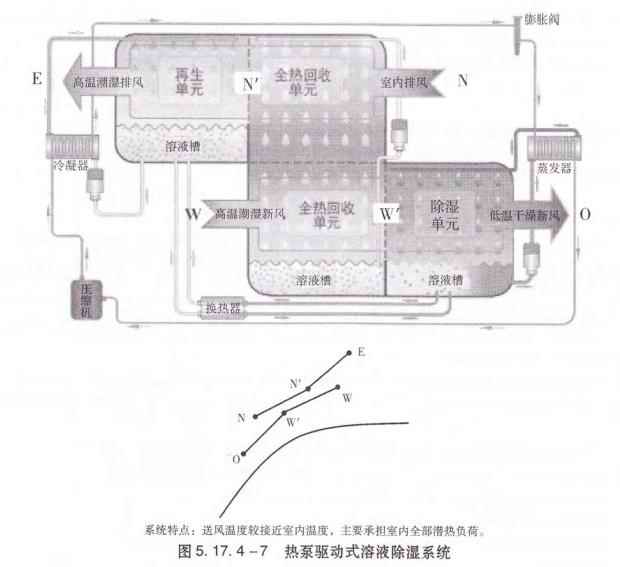 膨胀阀
E
高温潮湿排风
再生
单元
N′
全热回收
单元
室内排风
N
溶液槽
冷凝器
蒸发器
W
高温潮湿新风
全热回收
单元
W′
除湿
单元
低温干燥新风
O
溶液槽
溶液槽
压缩机
换热器
E
N′
W
N
W′
O
系统特点：送风温度较接近室内温度，主要承担室内全部潜热负荷。
图 5.17.4-7 热泵驱动式溶液除湿系统